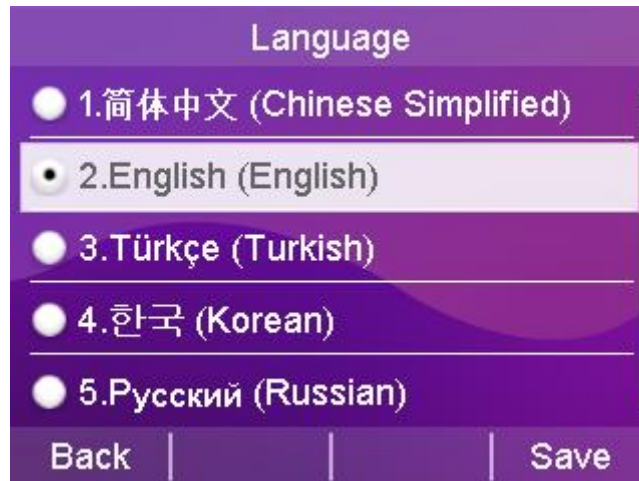 Language
1.简体中文 (Chinese Simplified)
2.English (English)
3.Türkçe (Turkish)
4.한국 (Korean)
5.Русский (Russian)
Back Save